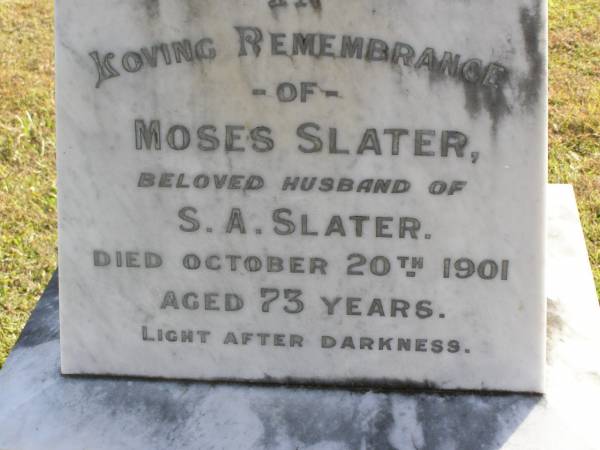 IN
LOVING REMEMBRANCE
- OF -
MOSES SLATER,
BELOVED HUSBAND OF
S. A. SLATER.
DIED OCTOBER 20TH 1901
AGED 73 YEARS.
LIGHT AFTER DARKNESS.